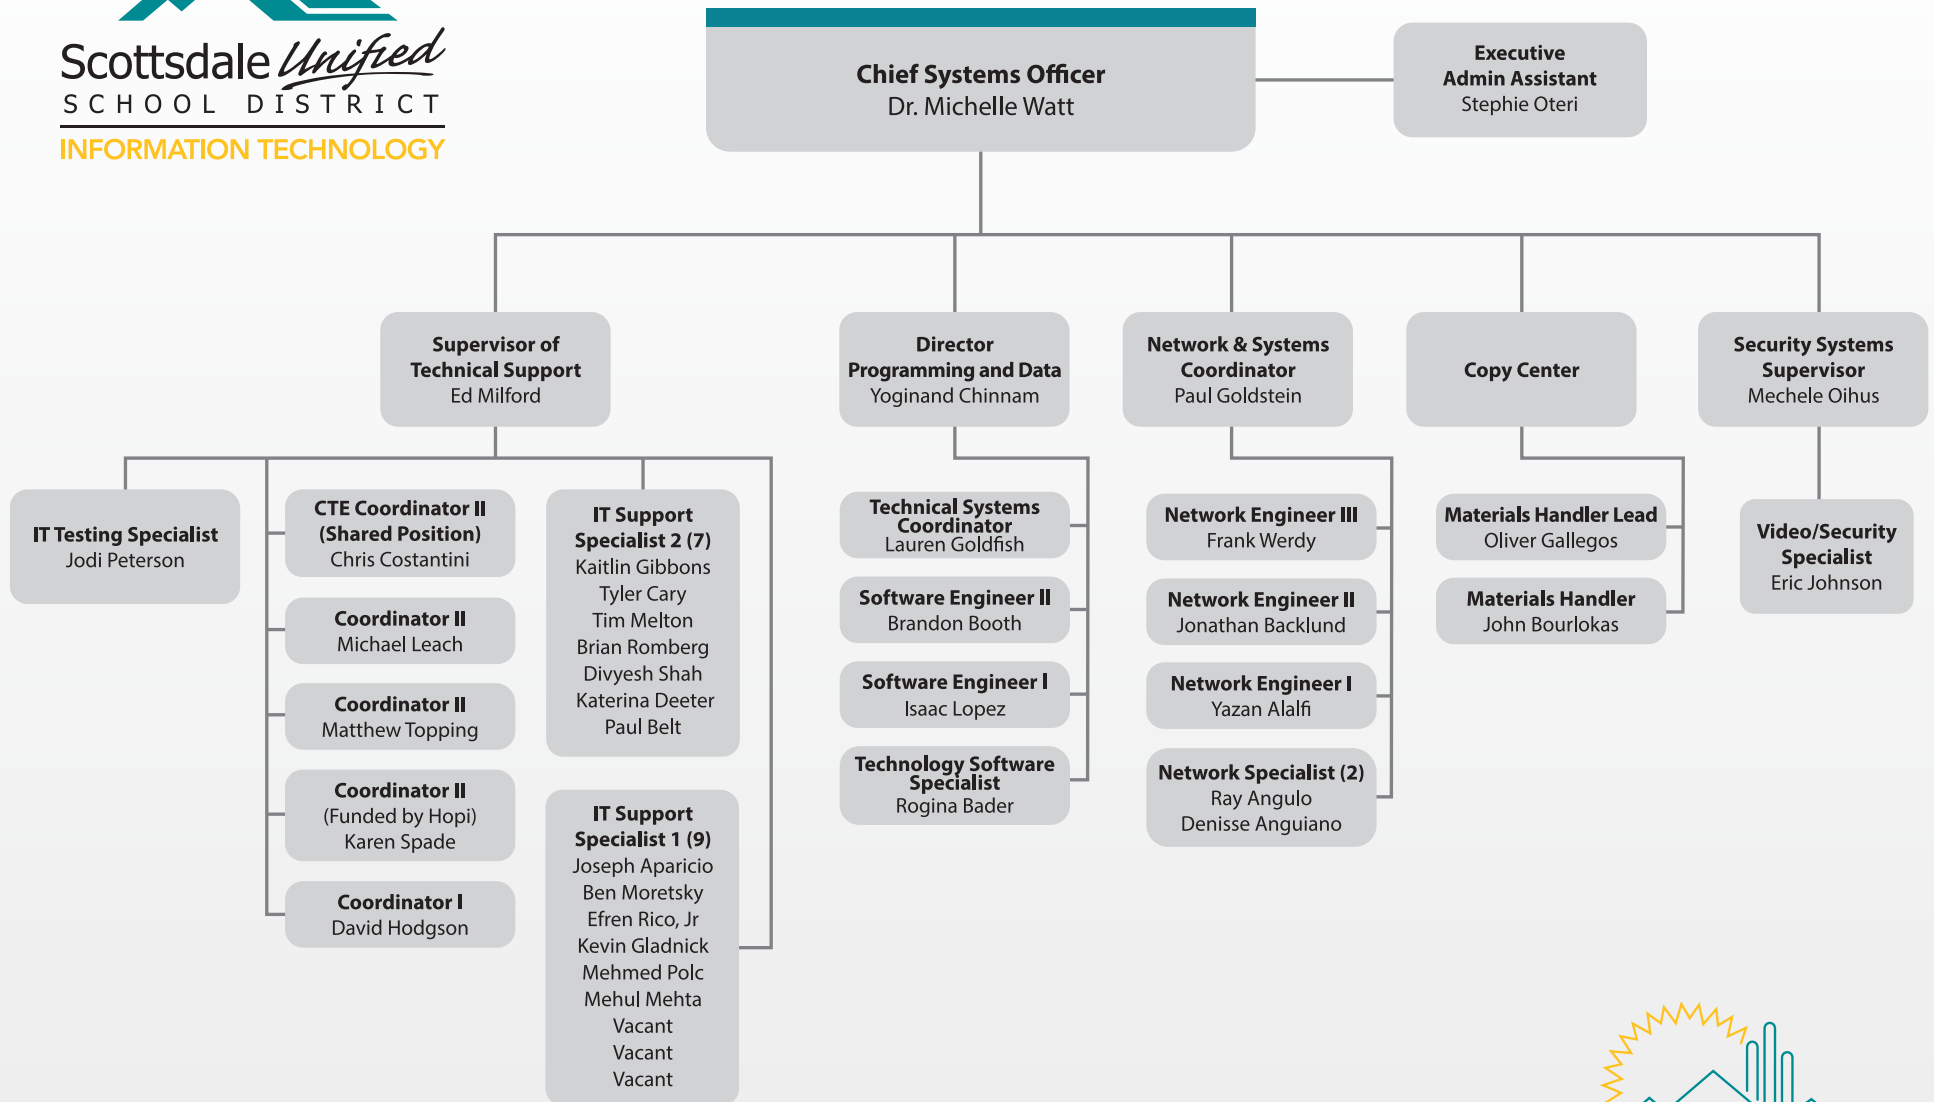 Scottsdale Unified
SCHOOL DISTRICT
INFORMATION TECHNOLOGY
Chief Systems Officer
Dr. Michelle Watt
Executive
Admin Assistant
Stephie Oteri
Supervisor of
Technical Support
Ed Milford
Director
Programming and Data
Yoginand Chinnam
Network & Systems
Coordinator
Paul Goldstein
Copy Center
Security Systems
Supervisor
Mechele Oihus
IT Testing Specialist
Jodi Peterson
CTE Coordinator II
(Shared Position)
Chris Costantini
Coordinator II
Michael Leach
Coordinator II
Matthew Topping
Coordinator II
(Funded by Hopi)
Karen Spade
Coordinator I
David Hodgson
IT Support
Specialist 2 (7)
Kaitlin Gibbons
Tyler Cary
Tim Melton
Brian Romberg
Divyesh Shah
Katerina Deeter
Paul Belt
IT Support
Specialist 1 (9)
Joseph Aparicio
Ben Moretsky
Efren Rico, Jr
Kevin Gladnick
Mehmed Polc
Mehul Mehta
Vacant
Vacant
Vacant
Technical Systems
Coordinator
Lauren Goldfish
Software Engineer II
Brandon Booth
Software Engineer I
Isaac Lopez
Technology Software
Specialist
Rogina Bader
Network Engineer III
Frank Werdy
Network Engineer II
Jonathan Backlund
Network Engineer I
Yazan Alalfi
Network Specialist (2)
Ray Angulo
Denisse Anguiano
Materials Handler Lead
Oliver Gallegos
Materials Handler
John Bourlokas
Video/Security
Specialist
Eric Johnson